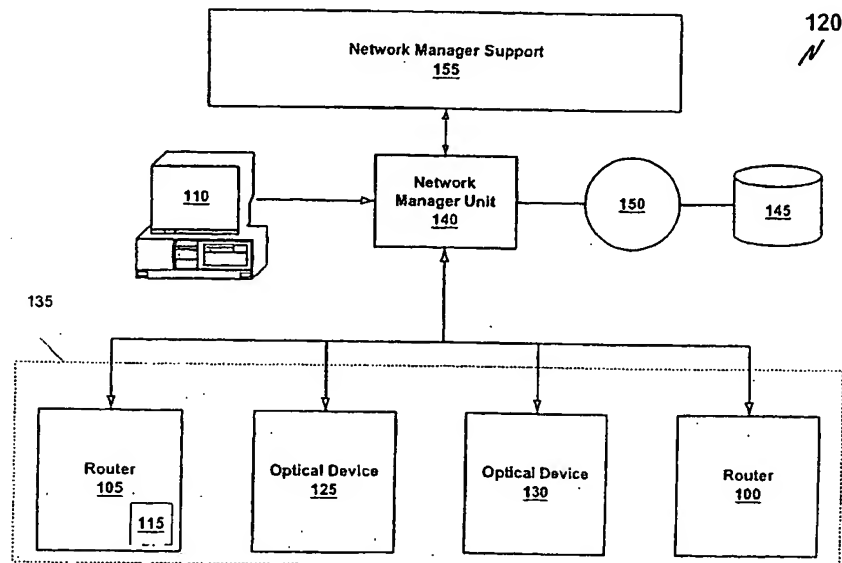 120
Network Manager Support
155
110
Network
Manager Unit
140
150
145
135
Router
105
115
Optical Device
125
Optical Device
130
Router
100